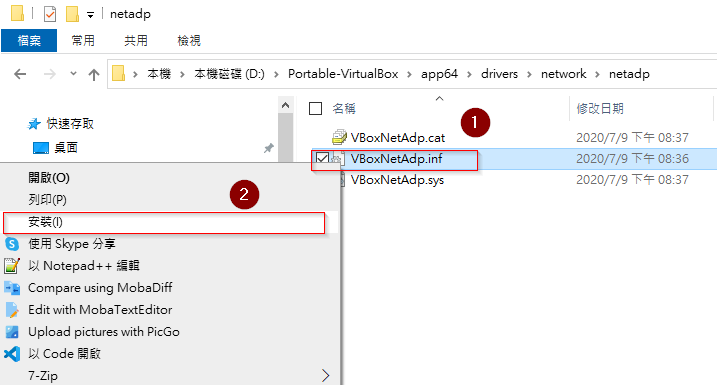 netadp
檔案 常用 共用 檢視
本機 > 本機磁碟 (D:) > Portable-VirtualBox > app64 > drivers > network > netadp
名稱 修改日期
快速存取
桌面
1
VBoxNetAdp.cat 2020/7/9 下午 08:37
VBoxNetAdp.inf 2020/7/9 下午 08:36
VBoxNetAdp.sys 2020/7/9 下午 08:37
開啟(O)
2
列印(P)
安裝(I)
使用 Skype 分享
以 Notepad++ 編輯
Compare using MobaDiff
Edit with MobaTextEditor
Upload pictures with PicGo
以 Code 開啟
7-Zip